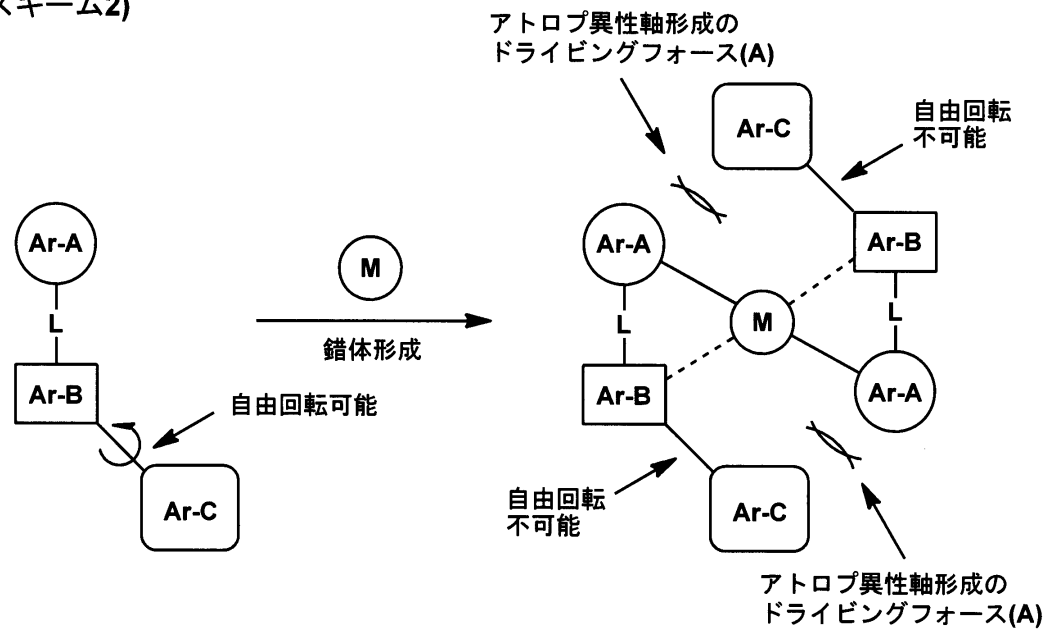 スキーム2)
アトロプ異性軸形成の
ドライビングフォース(A)
Ar-C
自由回転
不可能
Ar-A
M
Ar-A
Ar-B
L
錯体形成
L
M
L
Ar-B
自由回転可能
Ar-B
Ar-A
Ar-C
自由回転
不可能
Ar-C
アトロプ異性軸形成の
ドライビングフォース(A)